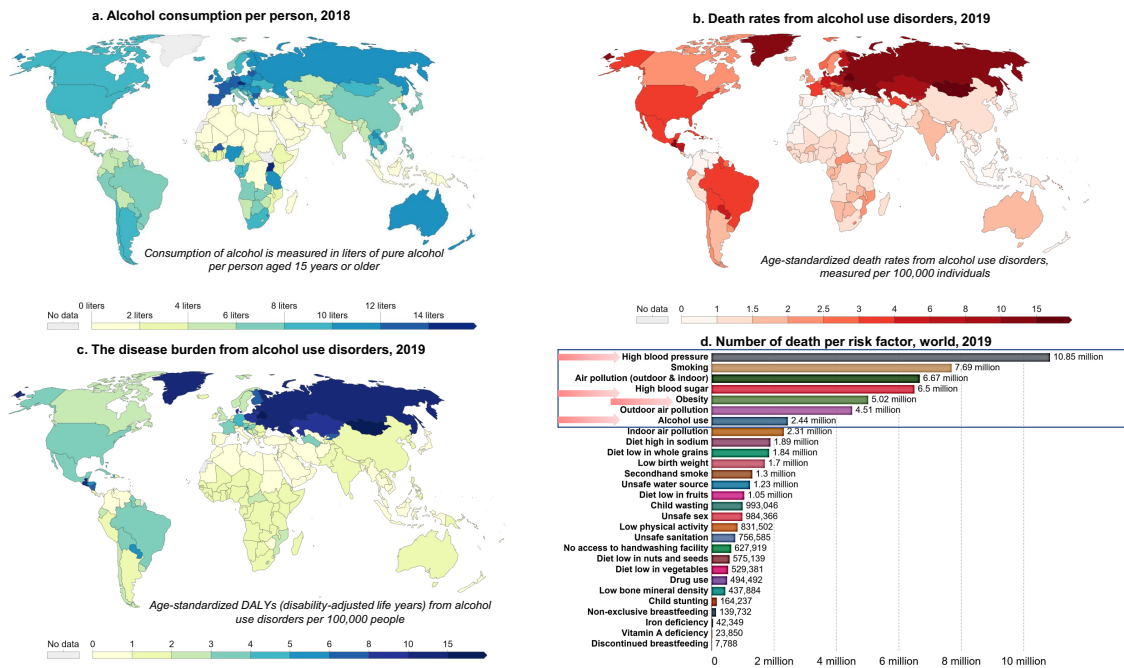 a. Alcohol consumption per person, 2018
Consumption of alcohol is measured in liters of pure alcohol
per person aged 15 years or older
0 liters
4 liters
8 liters
12 liters
No data
2 liters
6 liters
10 liters
14 liters
b. Death rates from alcohol use disorders, 2019
Age-standardized death rates from alcohol use disorders,
measured per 100,000 individuals
No data
0
1
1.5
2
2.5
3
4
6
8
10
15
c. The disease burden from alcohol use disorders, 2019
Age-standardized DALYs (disability-adjusted life years) from alcohol
use disorders per 100,000 people
No data
0
1
2
3
4
5
6
8
10
15
d. Number of death per risk factor, world, 2019
High blood pressure 10.85 million
Smoking 7.69 million
Air pollution (outdoor & indoor) 6.67 million
High blood sugar 6.5 million
Obesity 5.02 million
Outdoor air pollution 4.51 million
Alcohol use 2.44 million
Indoor air pollution 2.31 million
Diet high in sodium 1.89 million
Diet low in whole grains 1.84 million
Low birth weight 1.7 million
Secondhand smoke 1.3 million
Unsafe water source 1.23 million
Diet low in fruits 1.05 million
Child wasting 993,046
Unsafe sex 984,366
Low physical activity 831,502
Unsafe sanitation 756,585
No access to handwashing facility 627,919
Diet low in nuts and seeds 575,139
Diet low in vegetables 529,381
Drug use 494,492
Low bone mineral density 437,884
Child stunting 164,237
Non-exclusive breastfeeding 139,732
Iron deficiency 42,349
Vitamin A deficiency 23,850
Discontinued breastfeeding 7,788
0
2 million
4 million
6 million
8 million
10 million